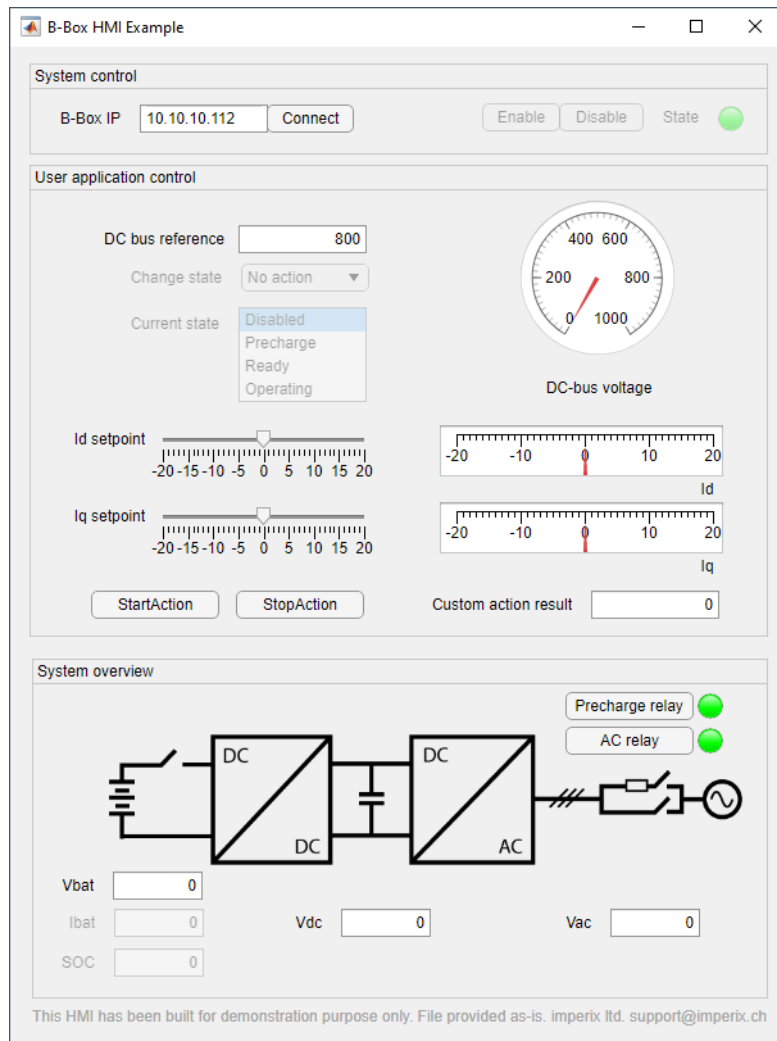 B-Box HMI Example
System control
B-Box IP 10.10.10.112 Connect Enable Disable State
User application control
DC bus reference 800
Change state No action
Current state Disabled
Precharge
Ready
Operating
0 200 400 600 800 1000
DC-bus voltage
Id setpoint
-20 -15 -10 -5 0 5 10 15 20
-20 -10 0 10 20
Id
Iq setpoint
-20 -15 -10 -5 0 5 10 15 20
-20 -10 0 10 20
Iq
StartAction StopAction Custom action result 0
System overview
Precharge relay
AC relay
DC DC
DC AC
Vbat 0
Ibat 0 Vdc 0 Vac 0
SOC 0
This HMI has been built for demonstration purpose only. File provided as-is. imperix ltd. support@imperix.ch